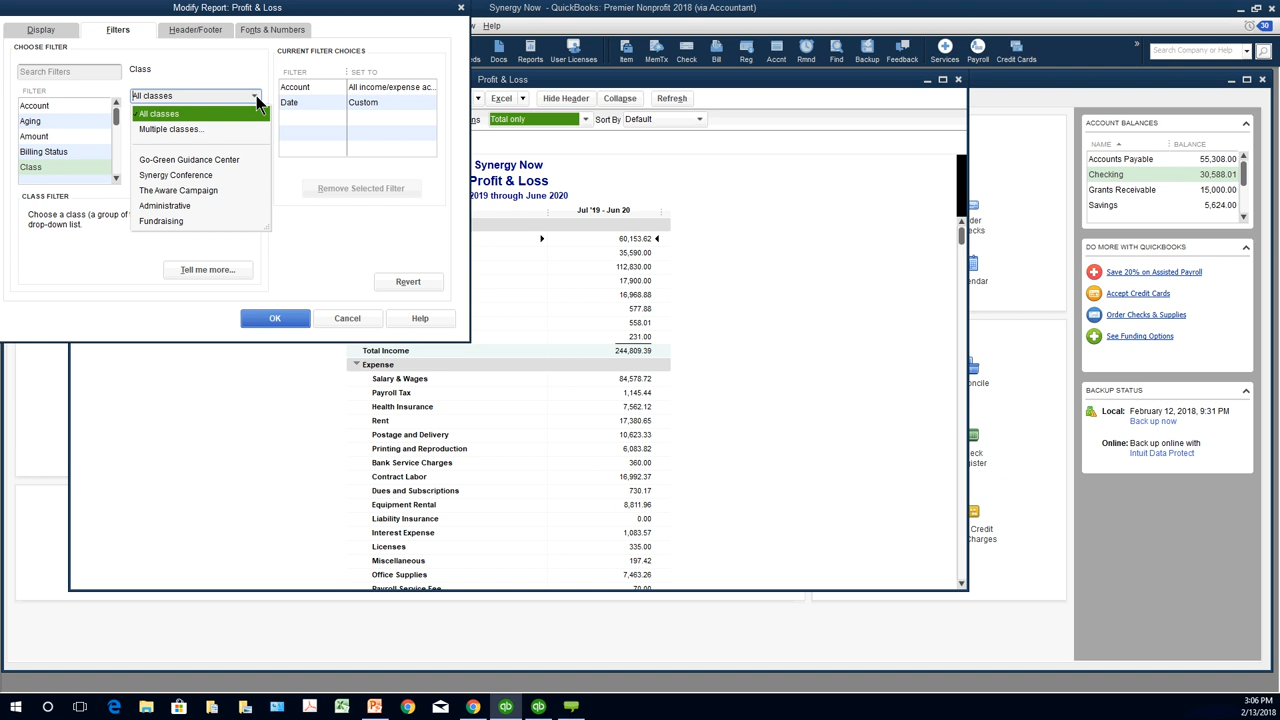 Modify Report: Profit & Loss
Synergy Now - QuickBooks: Premier Nonprofit 2018 (via Accountant)
Display
Filters
Header/Footer
Fonts & Numbers
Help
30
CHOOSE FILTER
Search Filters
Class
All classes
All classes
Multiple classes...
Go-Green Guidance Center
Synergy Conference
The Aware Campaign
Administrative
Fundraising
FILTER
Account
Aging
Amount
Billing Status
Class
CLASS FILTER
Choose a class (a group of
drop-down list.
Tell me more...
CURRENT FILTER CHOICES
FILTER
SET TO
Account
All income/expense ac...
Date
Custom
Remove Selected Filter
Revert
OK
Cancel
Help
Docs
Reports
User Licenses
Item
MemTx
Check
Bill
Reg
Accnt
Rmnd
Find
Backup
Feedback
Services
Payroll
Credit Cards
Search Company or Help
Profit & Loss
Excel
Hide Header
Collapse
Refresh
Total only
Sort By
Default
Synergy Now
Profit & Loss
2019 through June 2020
Jul '19 - Jun 20
60,153.62
35,590.00
112,830.00
17,900.00
16,968.88
577.88
558.01
231.00
Total Income 244,809.39
Expense
Salary & Wages 84,578.72
Payroll Tax 1,145.44
Health Insurance 7,562.12
Rent 17,380.65
Postage and Delivery 10,623.33
Printing and Reproduction 6,083.82
Bank Service Charges 360.00
Contract Labor 16,992.37
Dues and Subscriptions 730.17
Equipment Rental 8,811.96
Liability Insurance 0.00
Interest Expense 1,083.57
Licenses 335.00
Miscellaneous 197.42
Office Supplies 7,463.26
Payroll Service Fee 70.00
ACCOUNT BALANCES
NAME
BALANCE
Accounts Payable 55,308.00
Checking 30,588.01
Grants Receivable 15,000.00
Savings 5,624.00
DO MORE WITH QUICKBOOKS
Save 20% on Assisted Payroll
Accept Credit Cards
Order Checks & Supplies
See Funding Options
BACKUP STATUS
Local: February 12, 2018, 9:31 PM
Back up now
Online: Back up online with
Intuit Data Protect
Credit
Charges
3:06 PM
2/13/2018